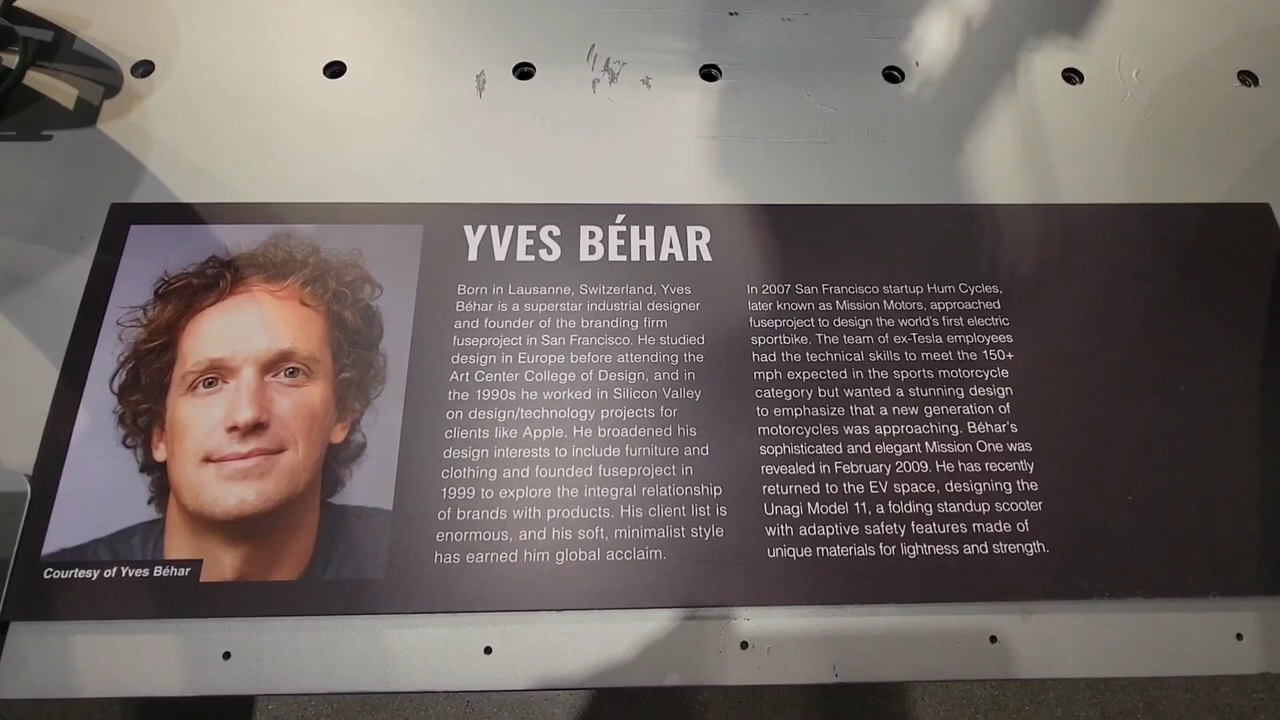 YVES BÉHAR
Born in Lausanne, Switzerland, Yves
Béhar is a superstar industrial designer
and founder of the branding firm
fuseproject in San Francisco. He studied
design in Europe before attending the
Art Center College of Design, and in
the 1990s he worked in Silicon Valley
on design/technology projects for
clients like Apple. He broadened his
design interests to include furniture and
clothing and founded fuseproject in
1999 to explore the integral relationship
of brands with products. His client list is
enormous, and his soft, minimalist style
has earned him global acclaim.
In 2007 San Francisco startup Hum Cycles,
later known as Mission Motors, approached
fuseproject to design the world's first electric
sportbike. The team of ex-Tesla employees
had the technical skills to meet the 150+
mph expected in the sports motorcycle
category but wanted a stunning design
to emphasize that a new generation of
motorcycles was approaching. Béhar's
sophisticated and elegant Mission One was
revealed in February 2009. He has recently
returned to the EV space, designing the
Unagi Model 11, a folding standup scooter
with adaptive safety features made of
unique materials for lightness and strength.
Courtesy of Yves Béhar